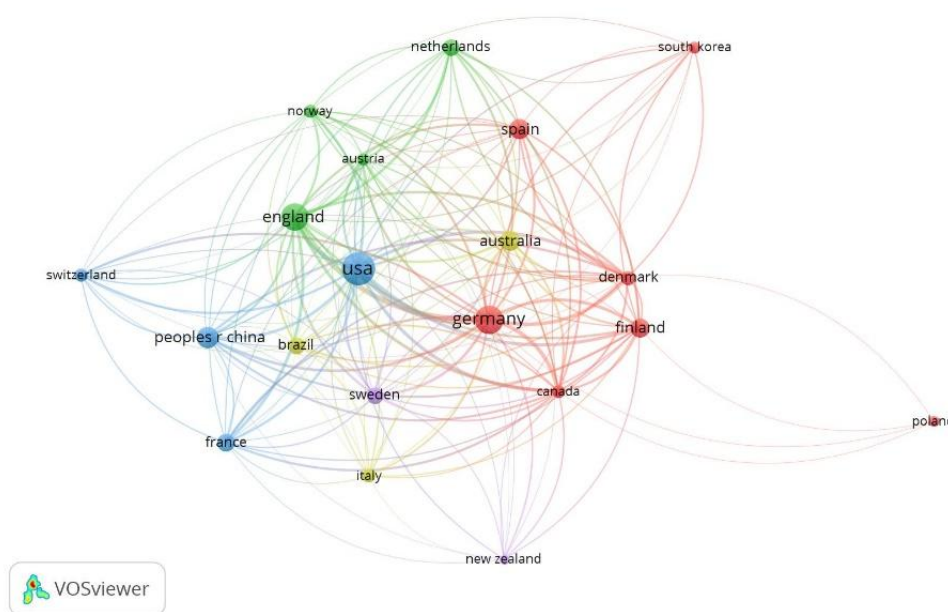 netherlands
south korea
norway
spain
austria
england
australia
usa
switzerland
denmark
germany
finland
peoples r china
brazil
canada
sweden
poland
france
italy
new zealand
VOSviewer